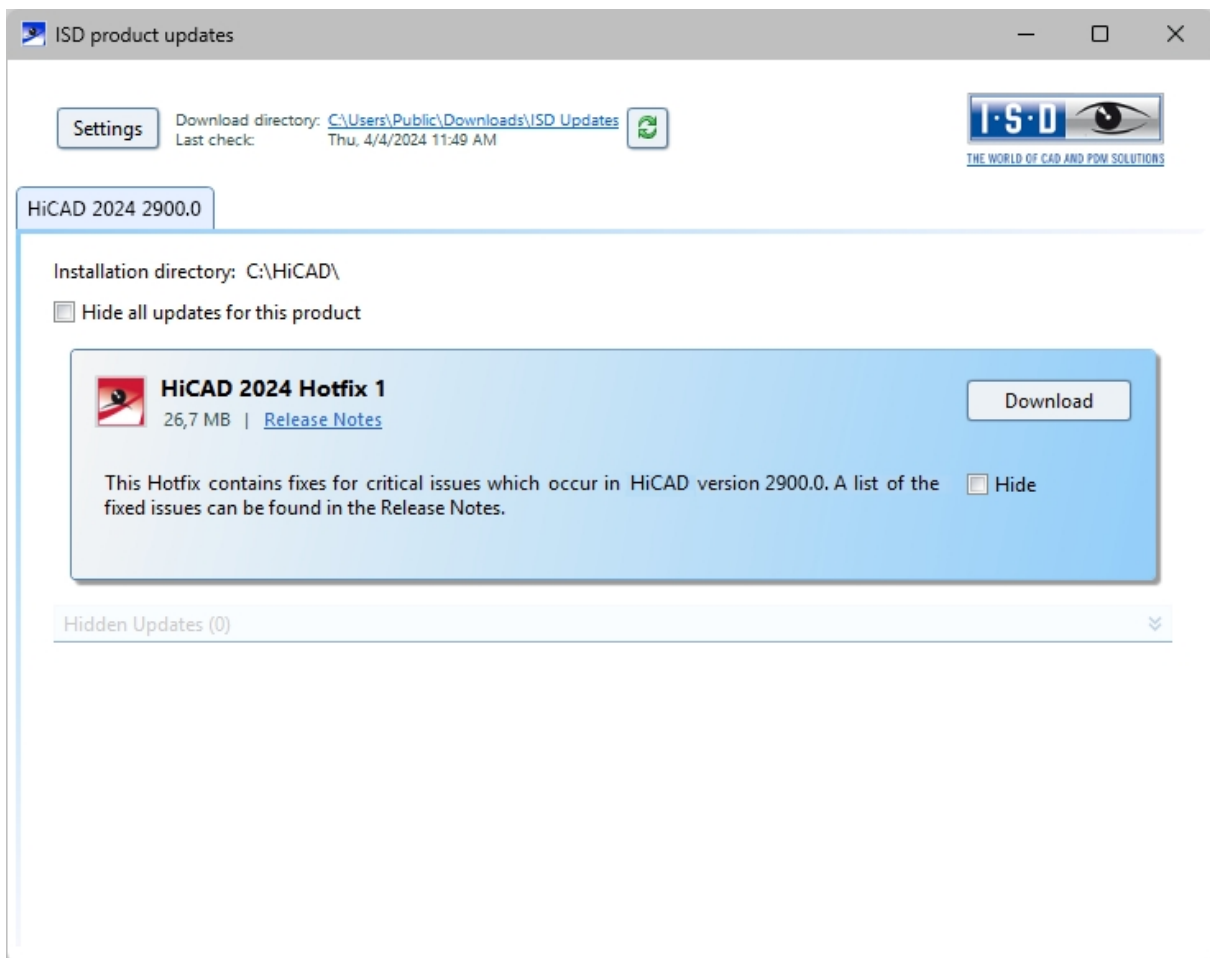 ISD product updates
Settings
Download directory: C:\Users\Public\Downloads\ISD Updates
Last check: Thu, 4/4/2024 11:49 AM
I·S·D
THE WORLD OF CAD AND PDM SOLUTIONS
HiCAD 2024 2900.0
Installation directory: C:\HiCAD\
Hide all updates for this product
HiCAD 2024 Hotfix 1
26,7 MB | Release Notes
Download
This Hotfix contains fixes for critical issues which occur in HiCAD version 2900.0. A list of the
fixed issues can be found in the Release Notes.
Hide
Hidden Updates (0)